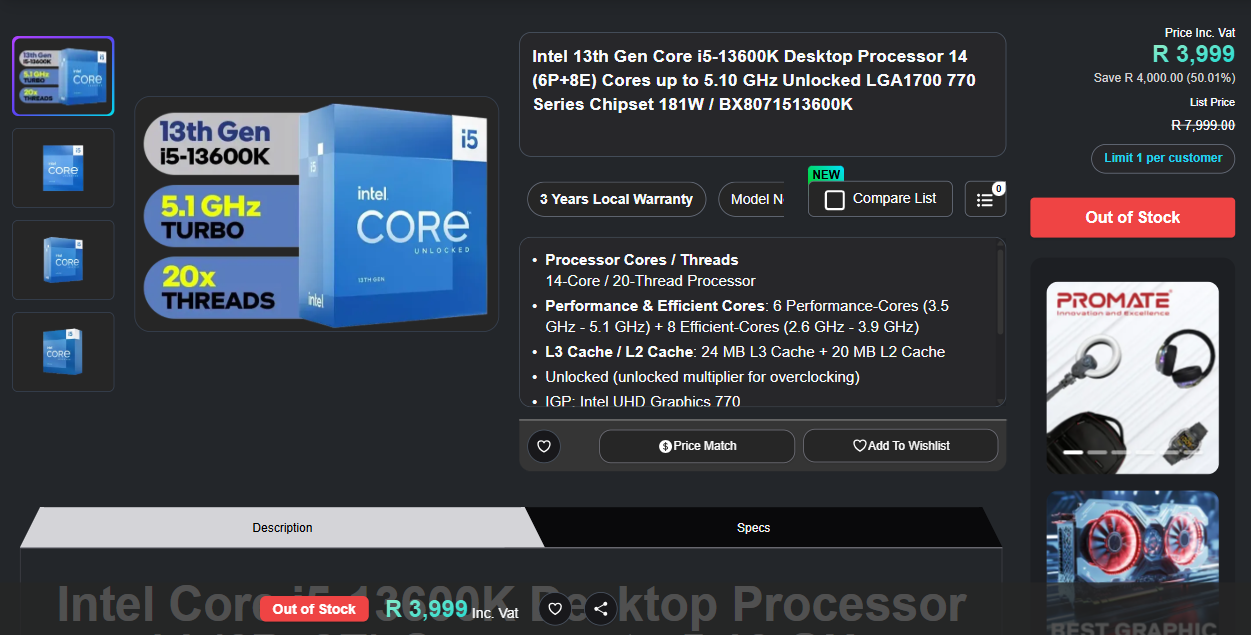 13th Gen
i5-13600K
5.1 GHz
TURBO
20x
THREADS
i5
intel
CORE
UNLOCKED
13TH GEN
intel
Intel 13th Gen Core i5-13600K Desktop Processor 14
(6P+8E) Cores up to 5.10 GHz Unlocked LGA1700 770
Series Chipset 181W / BX8071513600K
3 Years Local Warranty
Model N
NEW
Compare List
0
• Processor Cores / Threads
14-Core / 20-Thread Processor
• Performance & Efficient Cores: 6 Performance-Cores (3.5
GHz - 5.1 GHz) + 8 Efficient-Cores (2.6 GHz - 3.9 GHz)
• L3 Cache / L2 Cache: 24 MB L3 Cache + 20 MB L2 Cache
• Unlocked (unlocked multiplier for overclocking)
• IGP: Intel UHD Graphics 770
Price Match
Add To Wishlist
Price Inc. Vat
R 3,999
Save R 4,000.00 (50.01%)
List Price
R 7,999.00
Limit 1 per customer
Out of Stock
PROMATE
Innovation and Excellence
BEST GRAPHIC
Description
Specs
Intel Core i5-13600K Desktop Processor
Out of Stock
R 3,999 Inc. Vat